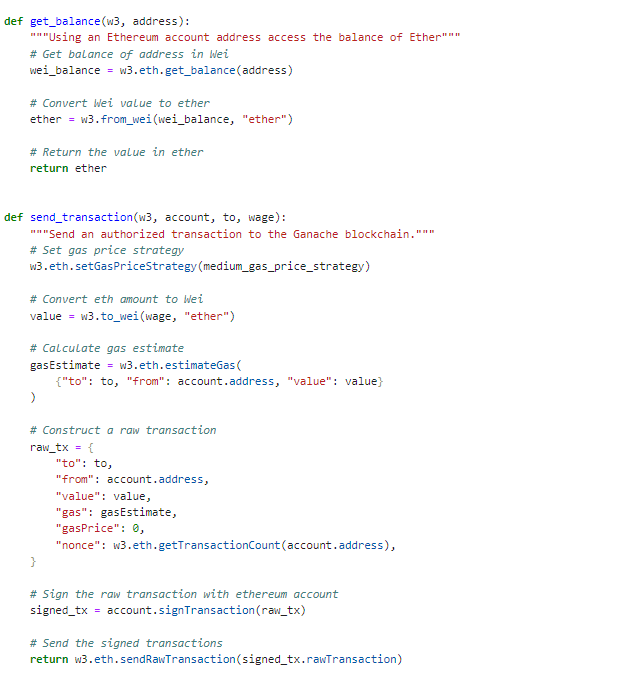 def get_balance(w3, address):
    """Using an Ethereum account address access the balance of Ether"""
    # Get balance of address in Wei
    wei_balance = w3.eth.get_balance(address)

    # Convert Wei value to ether
    ether = w3.from_wei(wei_balance, "ether")

    # Return the value in ether
    return ether


def send_transaction(w3, account, to, wage):
    """Send an authorized transaction to the Ganache blockchain."""
    # Set gas price strategy
    w3.eth.setGasPriceStrategy(medium_gas_price_strategy)

    # Convert eth amount to Wei
    value = w3.to_wei(wage, "ether")

    # Calculate gas estimate
    gasEstimate = w3.eth.estimateGas(
        {"to": to, "from": account.address, "value": value}
    )

    # Construct a raw transaction
    raw_tx = {
        "to": to,
        "from": account.address,
        "value": value,
        "gas": gasEstimate,
        "gasPrice": 0,
        "nonce": w3.eth.getTransactionCount(account.address),
    }

    # Sign the raw transaction with ethereum account
    signed_tx = account.signTransaction(raw_tx)

    # Send the signed transactions
    return w3.eth.sendRawTransaction(signed_tx.rawTransaction)